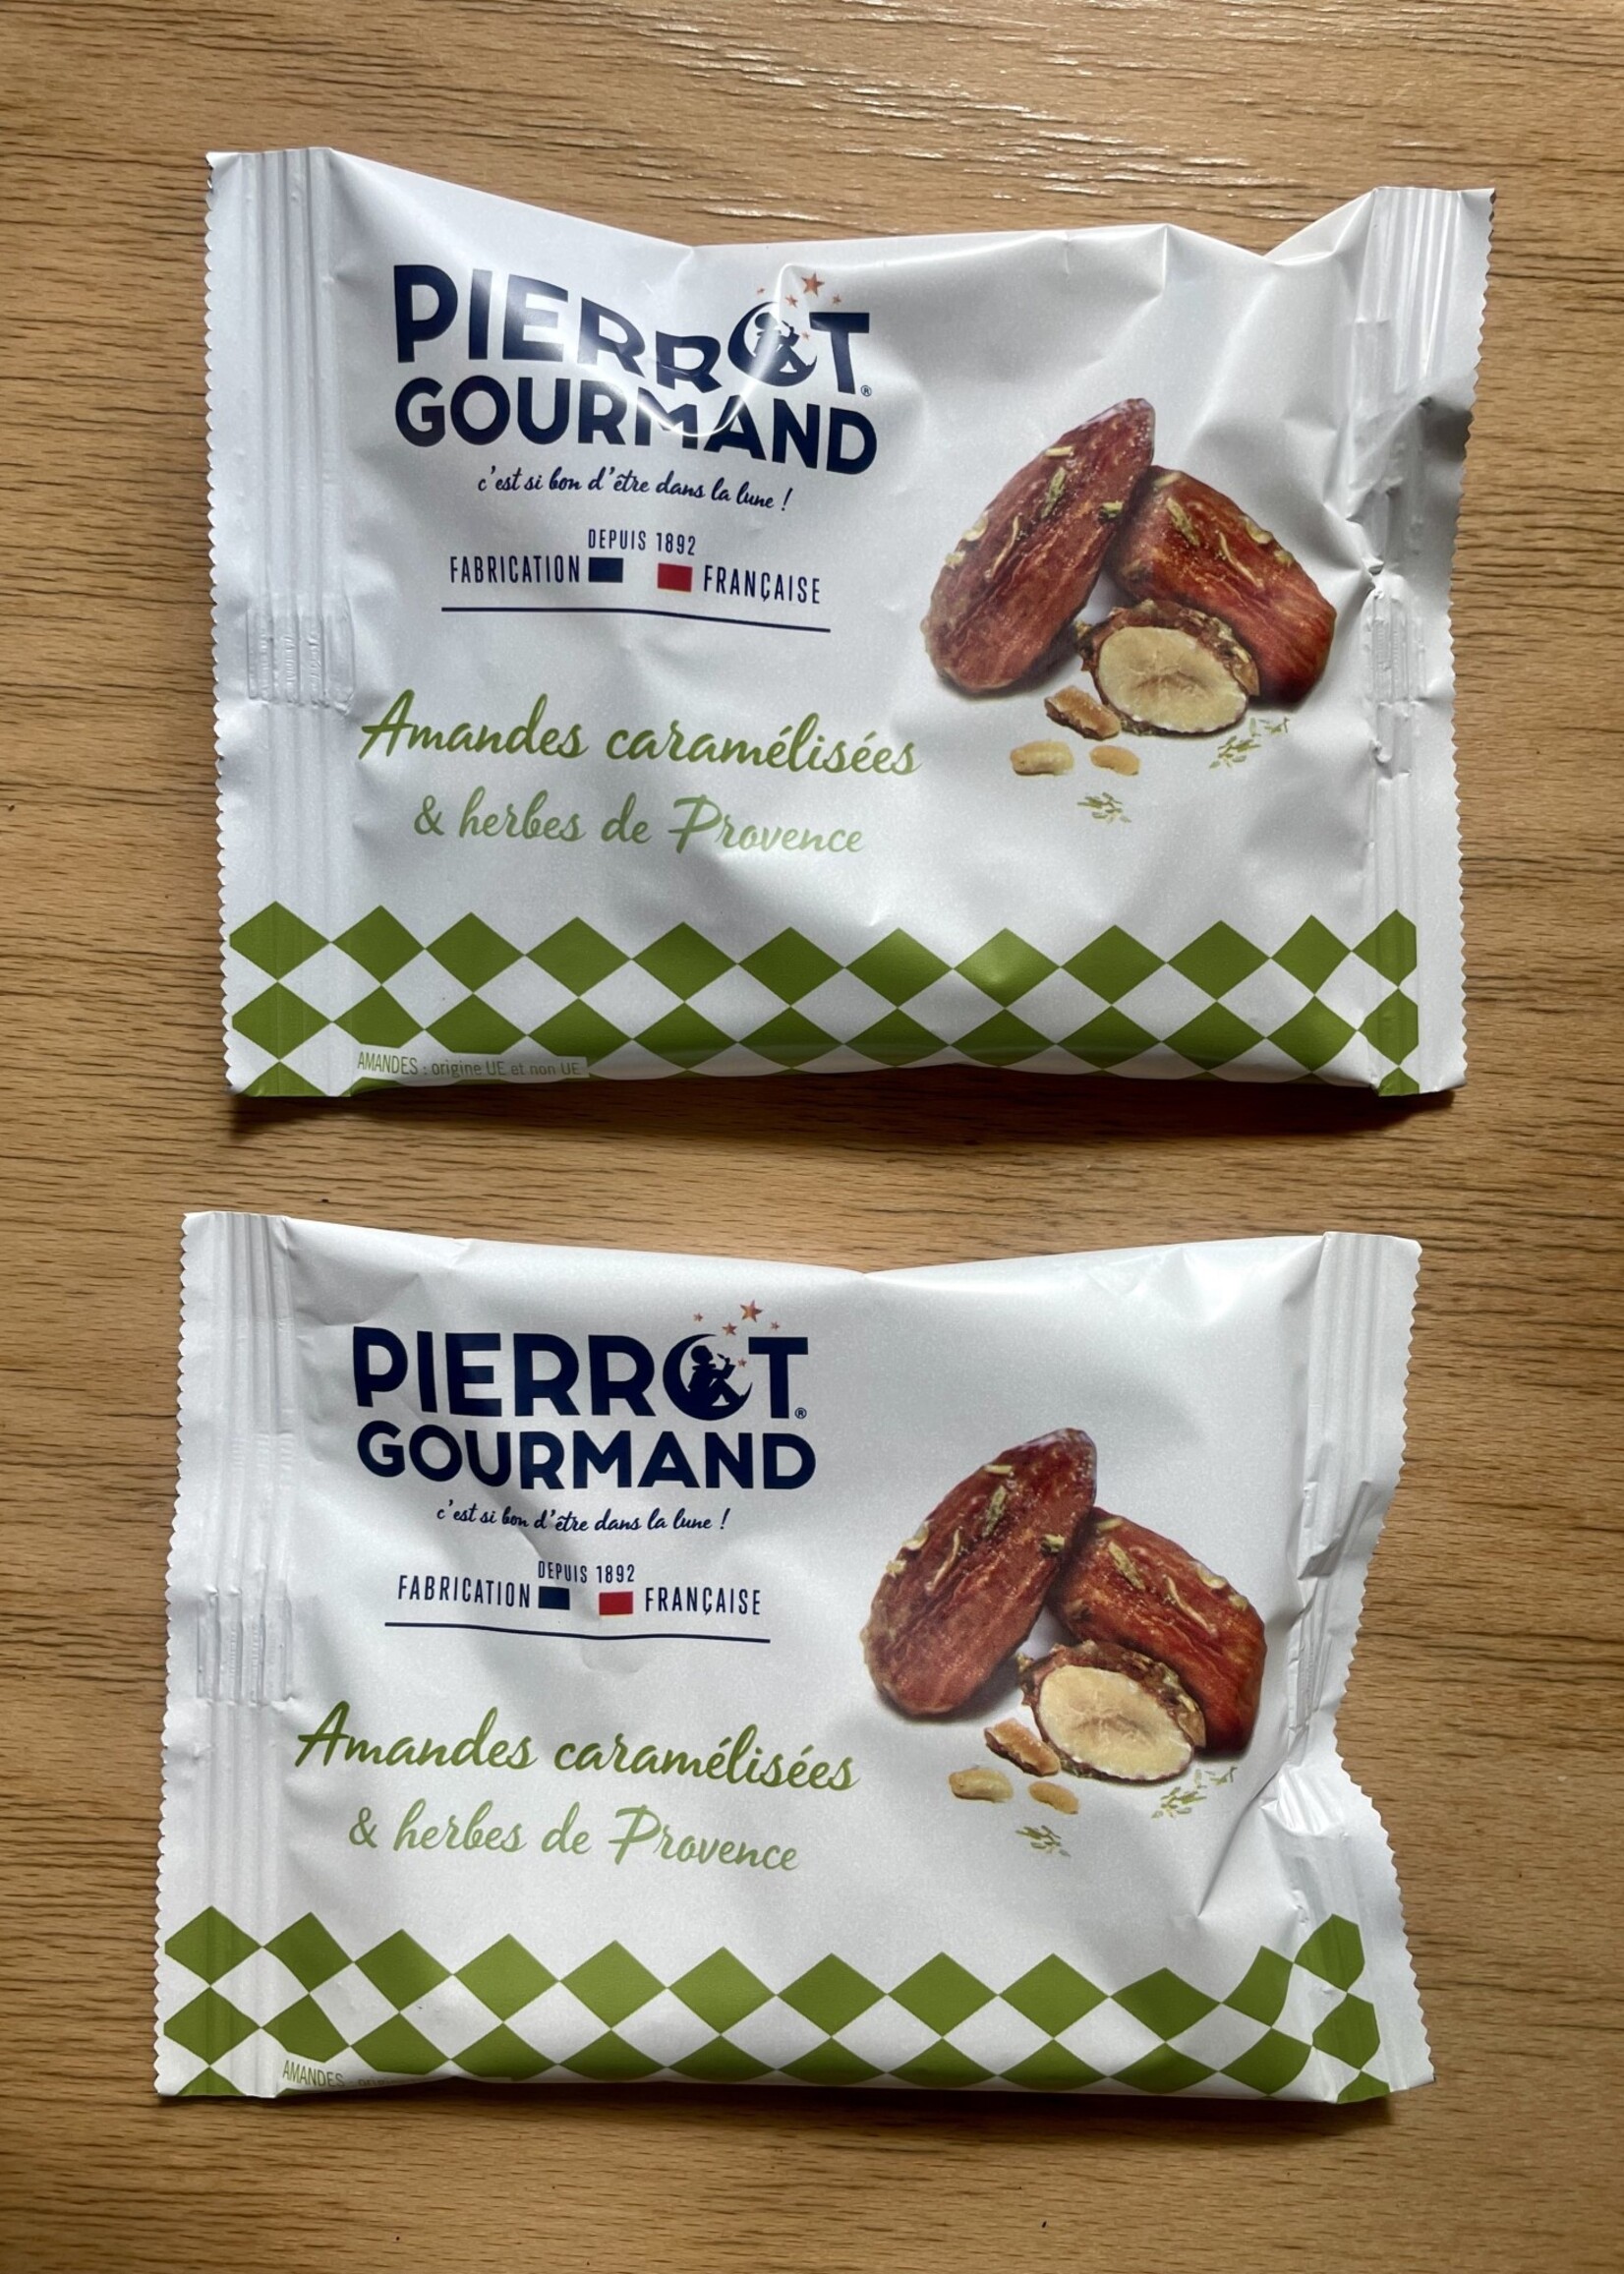 PIERROT®
GOURMAND
c'est si bon d'être dans la lune !
DEPUIS 1892
FABRICATION FRANÇAISE
Amandes caramélisées
& herbes de Provence
AMANDES : origine UE et non UE
PIERROT®
GOURMAND
c'est si bon d'être dans la lune !
DEPUIS 1892
FABRICATION FRANÇAISE
Amandes caramélisées
& herbes de Provence
AMANDES